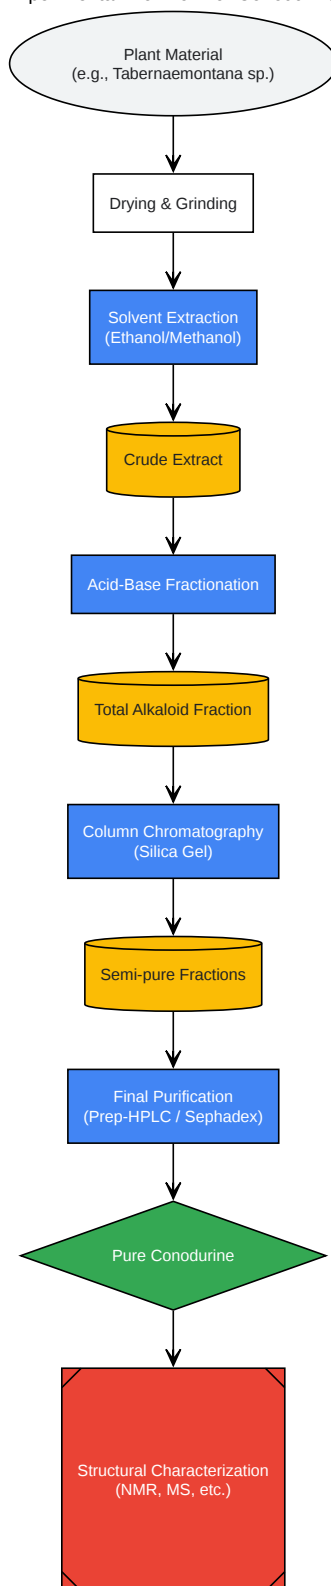 Plant Material
(e.g., Tabernaemontana sp.)
Drying & Grinding
Solvent Extraction
(Ethanol/Methanol)
Crude Extract
Acid-Base Fractionation
Total Alkaloid Fraction
Column Chromatography
(Silica Gel)
Semi-pure Fractions
Final Purification
(Prep-HPLC / Sephadex)
Pure Conodurine
Structural Characterization
(NMR, MS, etc.)